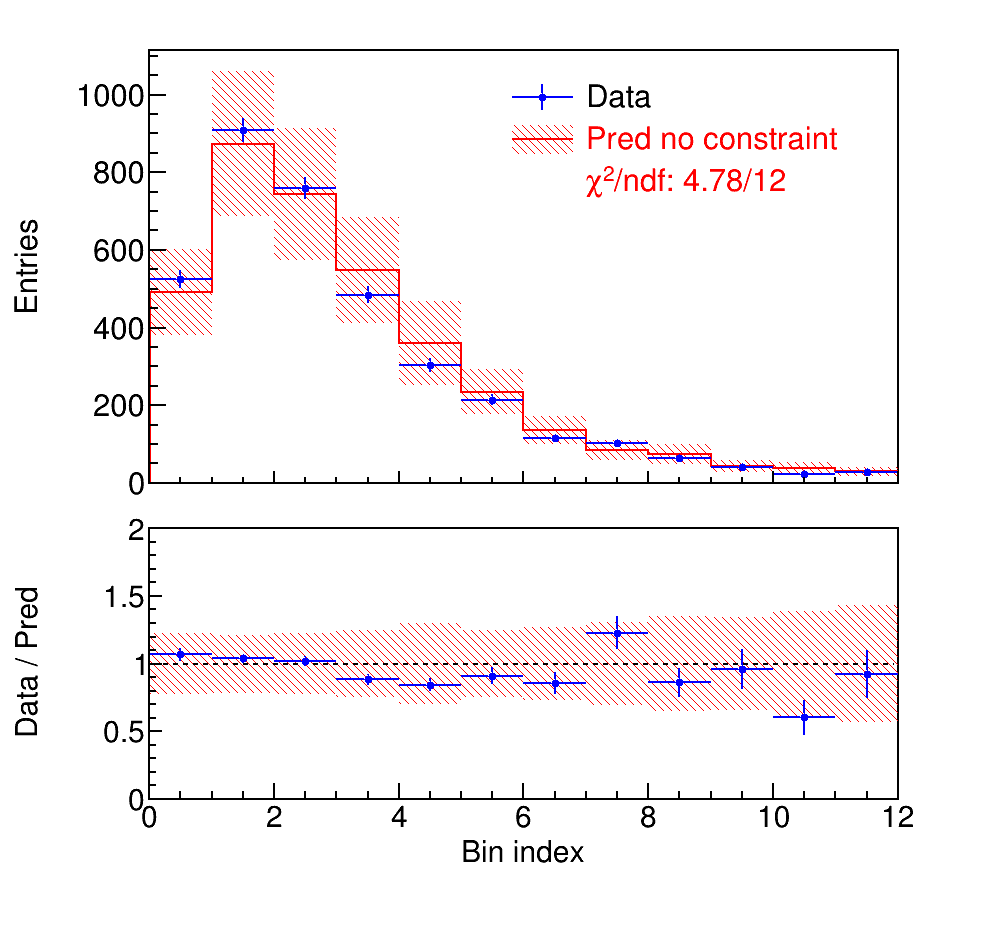 Data
Pred no constraint
χ²/ndf: 4.78/12
Entries
1000
800
600
400
200
0
Data / Pred
2
1.5
1
0.5
0
0 2 4 6 8 10 12
Bin index